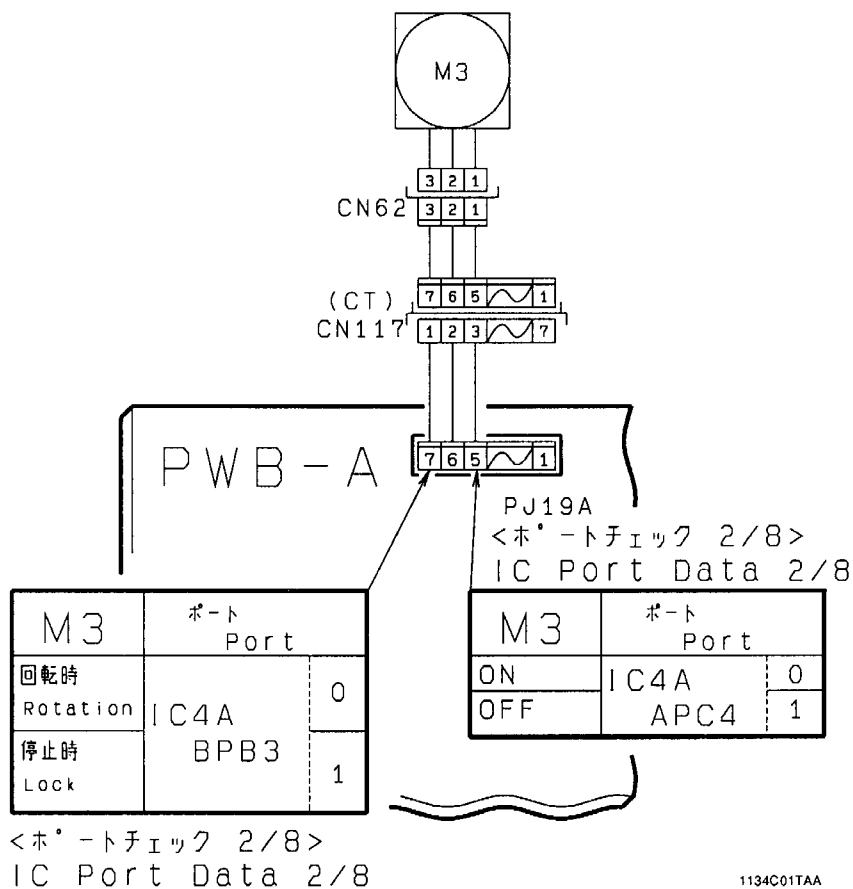 M3
3 2 1
CN62
3 2 1
(CT)
7 6 5 1
CN117
1 2 3 7
PWB-A
7 6 5 1
PJ19A
<ポートチェック 2/8>
IC Port Data 2/8
M3 ポート Port
ON IC4A APC4 0
OFF 1
M3 ポート Port
回転時 Rotation IC4A BPB3 0
停止時 Lock 1
<ポートチェック 2/8>
IC Port Data 2/8
1134C01TAA